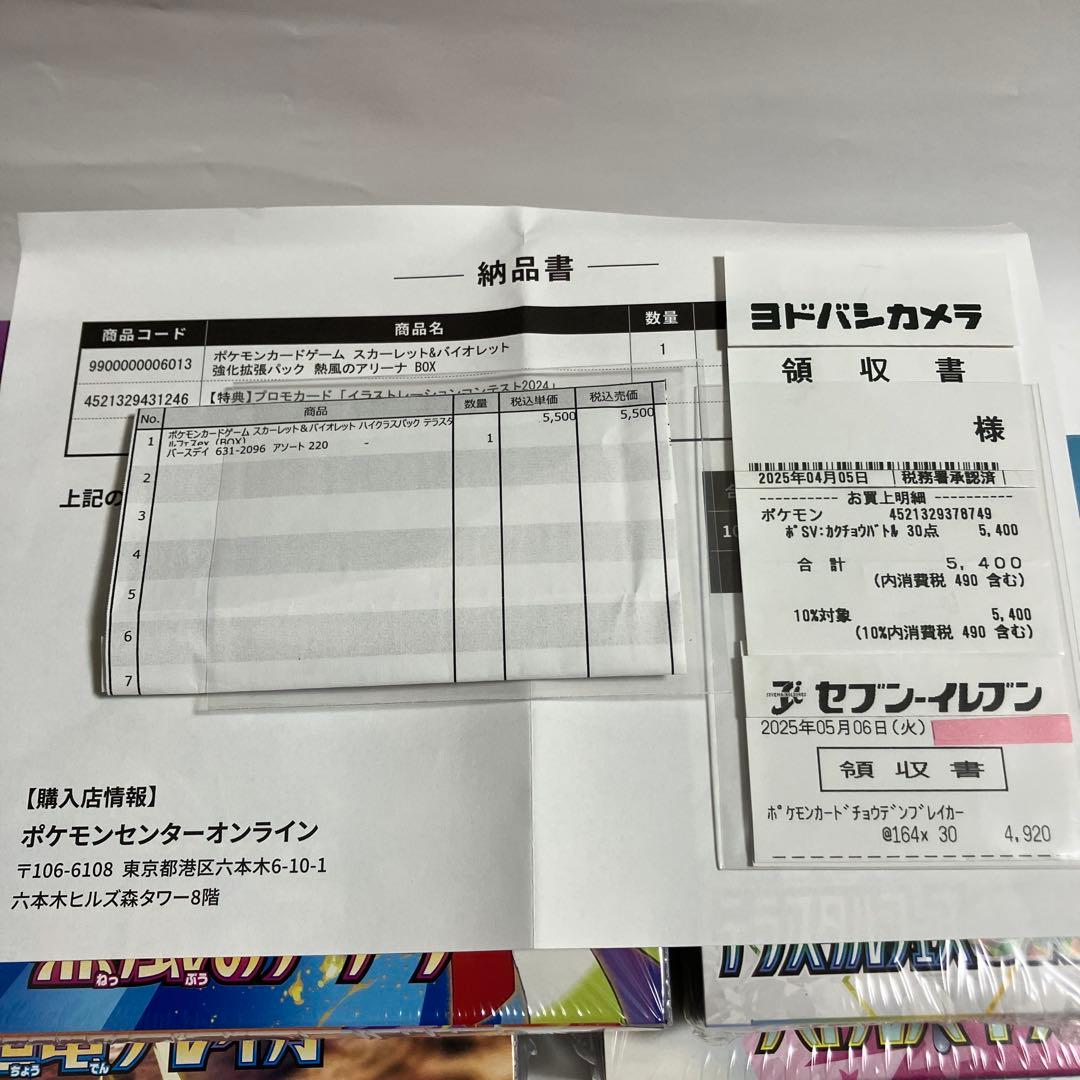 納品書
商品コード 商品名 数量
9900000006013 ポケモンカードゲーム スカーレット&バイオレット 1
強化拡張パック 熱風のアリーナ BOX
4521329431246 【特典】プロモカード「イラストレーションコンテスト2024」
上記の
No. 商品 数量 税込単価 税込売価
1 ポケモンカードゲーム スカーレット&バイオレット ハイクラスパック テラスタ 1 5,500 5,500
ルフェスex (BOX)
バースデイ 631-2096 アソート 220 -
2
3
4
5
6
7
【購入店情報】
ポケモンセンターオンライン
〒106-6108 東京都港区六本木6-10-1
六本木ヒルズ森タワー8階
ヨドバシカメラ
領収書
様
2025年04月05日 税務署承認済
---------- お買上明細 ----------
ポケモン 4521329378749
ポSV:カクチョウバトル 30点 5,400
合計 5,400
(内消費税 490 含む)
10%対象 5,400
(10%内消費税 490 含む)
セブン-イレブン
2025年05月06日(火)
領収書
ポケモンカードチョウデンブレイカー
@164x 30 4,920
熱風のアリーナ
ねっ ぷう
ちょう でん